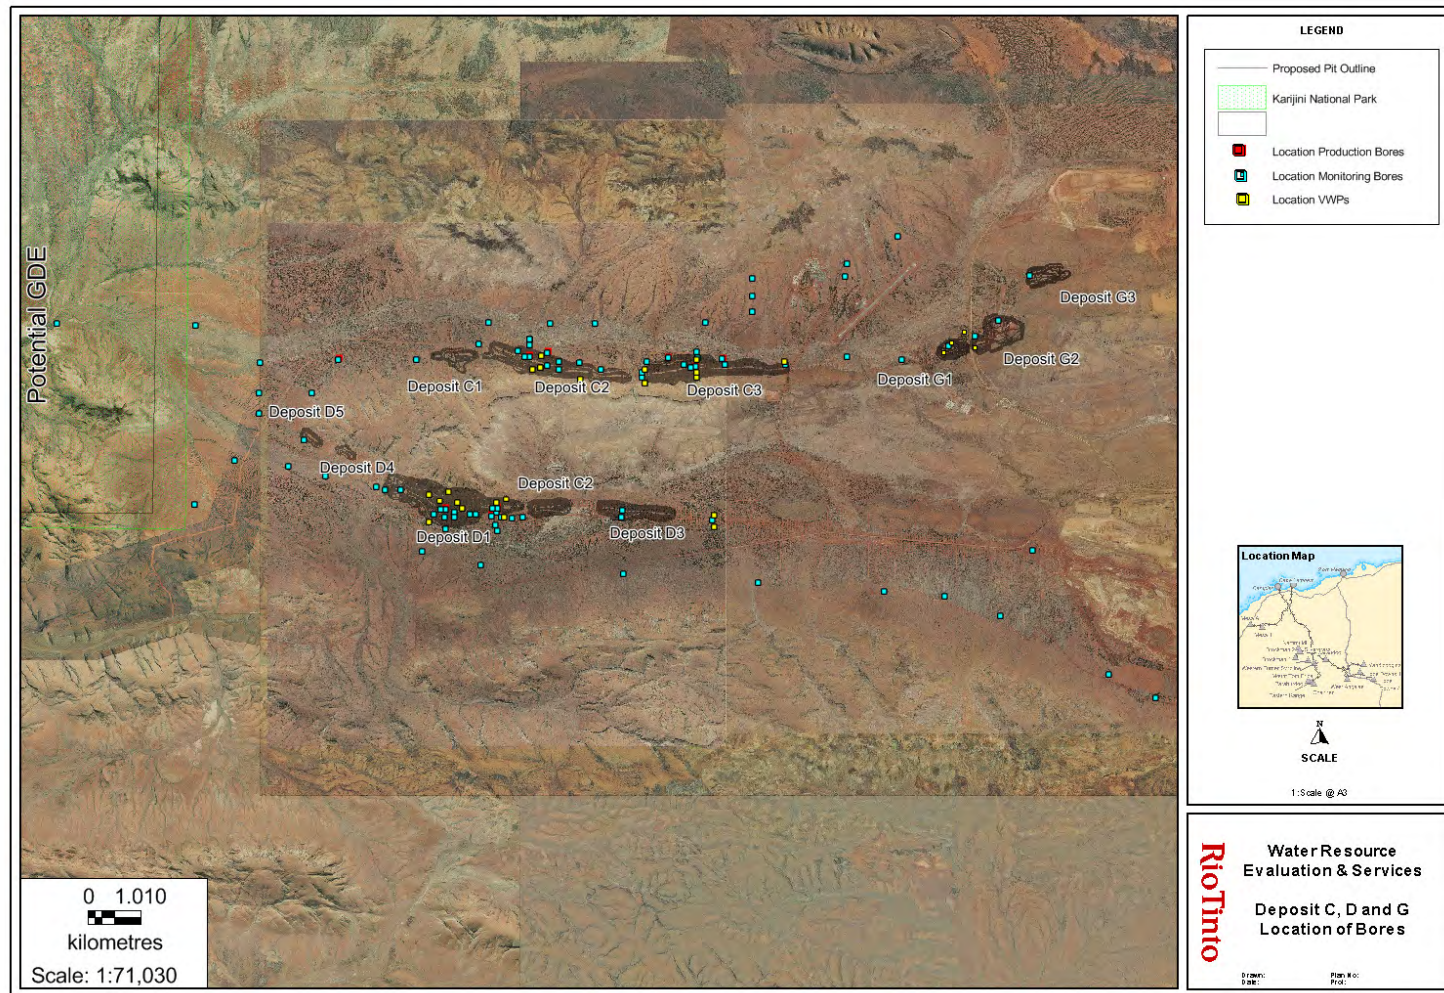 Potential GDE
Deposit G3
Deposit G2
Deposit G1
Deposit C1
Deposit C2
Deposit C3
Deposit D5
Deposit D4
Deposit C2
Deposit D1
Deposit D3
0 1.010
kilometres
Scale: 1:71,030
LEGEND
Proposed Pit Outline
Karijini National Park
Location Production Bores
Location Monitoring Bores
Location VWPs
Location Map
N
SCALE
1:Scale @ A3
RioTinto
Water Resource
Evaluation & Services
Deposit C, D and G
Location of Bores
Drawn:
Date:
Plan No:
Proj: